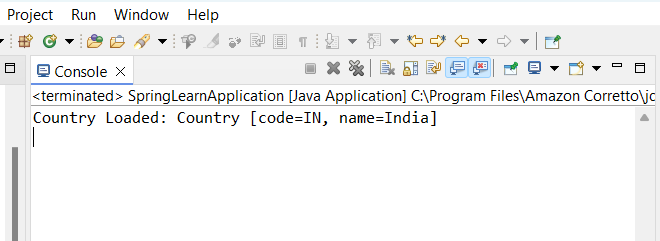 Project Run Window Help
Console
<terminated> SpringLearnApplication [Java Application] C:\Program Files\Amazon Corretto\jd
Country Loaded: Country [code=IN, name=India]